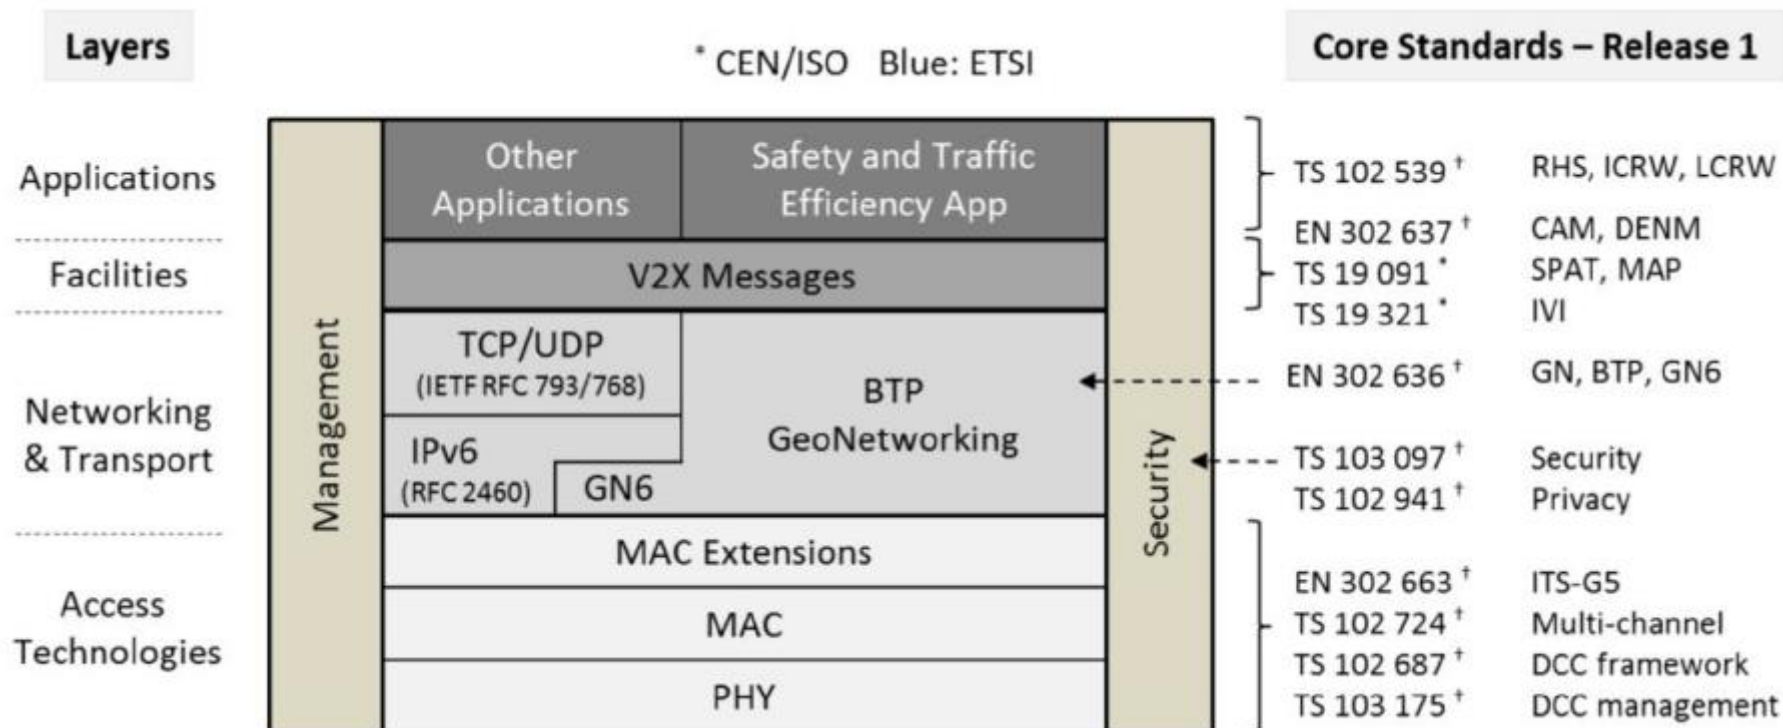 Layers
* CEN/ISO Blue: ETSI
Core Standards – Release 1
Applications
Facilities
Networking
& Transport
Access
Technologies
Management
Other
Applications
Safety and Traffic
Efficiency App
V2X Messages
TCP/UDP
(IETF RFC 793/768)
IPv6
(RFC 2460)
GN6
BTP
GeoNetworking
MAC Extensions
MAC
PHY
Security
TS 102 539 † RHS, ICRW, LCRW
EN 302 637 † CAM, DENM
TS 19 091 * SPAT, MAP
TS 19 321 * IVI
EN 302 636 † GN, BTP, GN6
TS 103 097 † Security
TS 102 941 † Privacy
EN 302 663 † ITS-G5
TS 102 724 † Multi-channel
TS 102 687 † DCC framework
TS 103 175 † DCC management